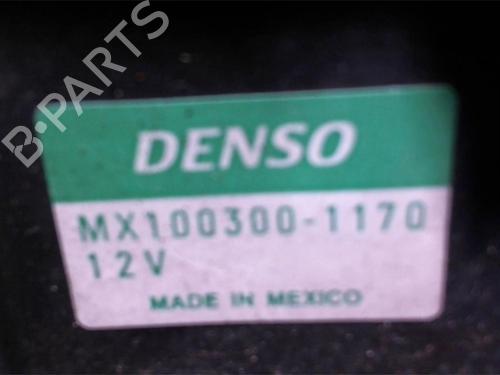 B-PARTS
DENSO
MX100300-1170
12V
MADE IN MEXICO